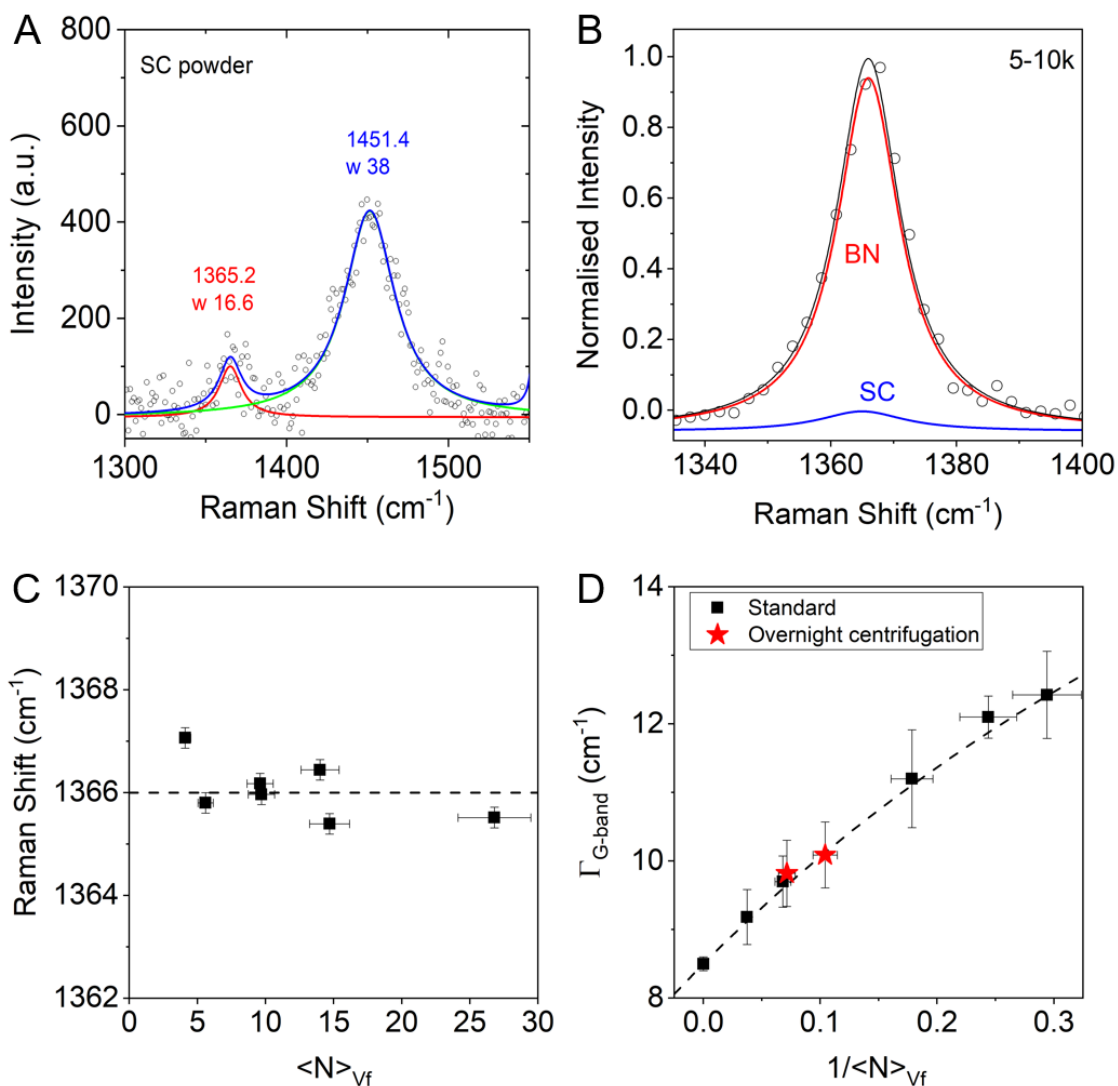 A
SC powder
1451.4
w 38
1365.2
w 16.6
800
600
400
200
0
1300
1400
1500
Intensity (a.u.)
Raman Shift (cm⁻¹)
B
5-10k
BN
SC
1.0
0.8
0.6
0.4
0.2
0.0
1340
1360
1380
1400
Normalised Intensity
Raman Shift (cm⁻¹)
C
1370
1368
1366
1364
1362
0
5
10
15
20
25
30
Raman Shift (cm⁻¹)
<N>Vf
D
Standard
Overnight centrifugation
14
12
10
8
0.0
0.1
0.2
0.3
ΓG-band (cm⁻¹)
1/<N>Vf